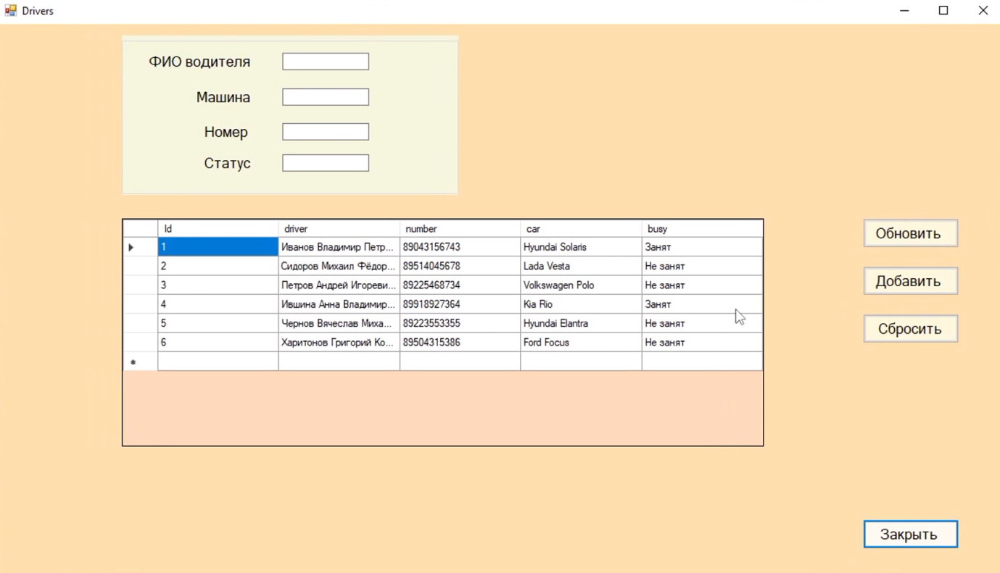 Drivers
ФИО водителя
Машина
Номер
Статус
Id driver number car busy
1 Иванов Владимир Петр... 89043156743 Hyundai Solaris Занят
2 Сидоров Михаил Фёдор... 89514045678 Lada Vesta Не занят
3 Петров Андрей Игореви... 89225468734 Volkswagen Polo Не занят
4 Ившина Анна Владимир... 89918927364 Kia Rio Занят
5 Чернов Вячеслав Миха... 89223553355 Hyundai Elantra Не занят
6 Харитонов Григорий Ко... 89504315386 Ford Focus Не занят
Обновить
Добавить
Сбросить
Закрыть